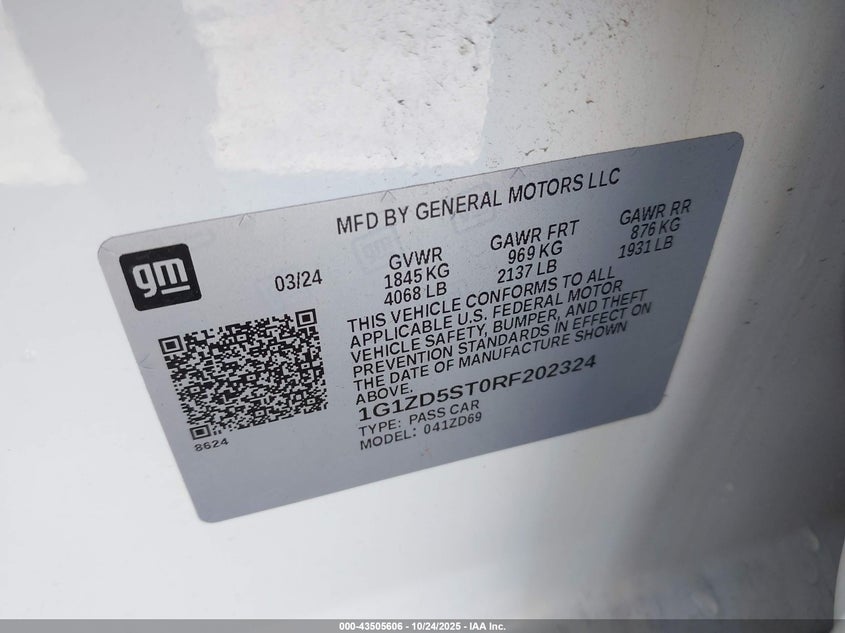 MFD BY GENERAL MOTORS LLC
gm
03/24
GVWR
1845 KG
4068 LB
GAWR FRT
969 KG
2137 LB
GAWR RR
876 KG
1931 LB
THIS VEHICLE CONFORMS TO ALL
APPLICABLE U.S. FEDERAL MOTOR
VEHICLE SAFETY, BUMPER, AND THEFT
PREVENTION STANDARDS IN EFFECT ON
THE DATE OF MANUFACTURE SHOWN
ABOVE.
1G1ZD5ST0RF202324
TYPE: PASS CAR
MODEL: 041ZD69
8624
000-43505606 - 10/24/2025 - IAA Inc.